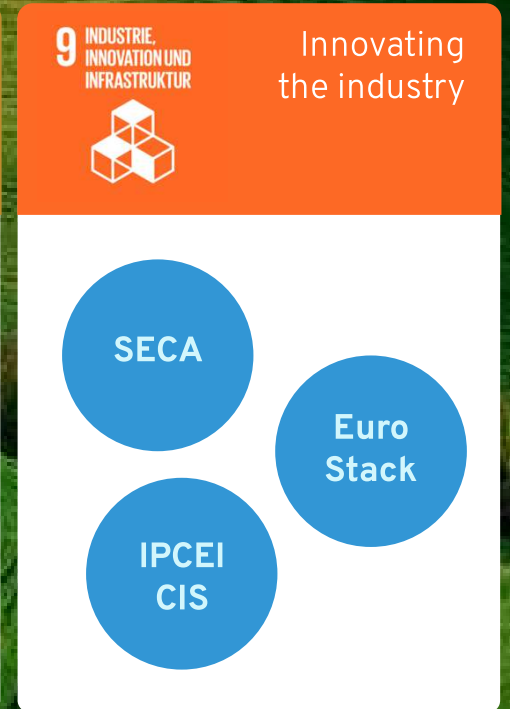 9 INDUSTRIE,
INNOVATION UND
INFRASTRUKTUR
Innovating
the industry
SECA
Euro
Stack
IPCEI
CIS